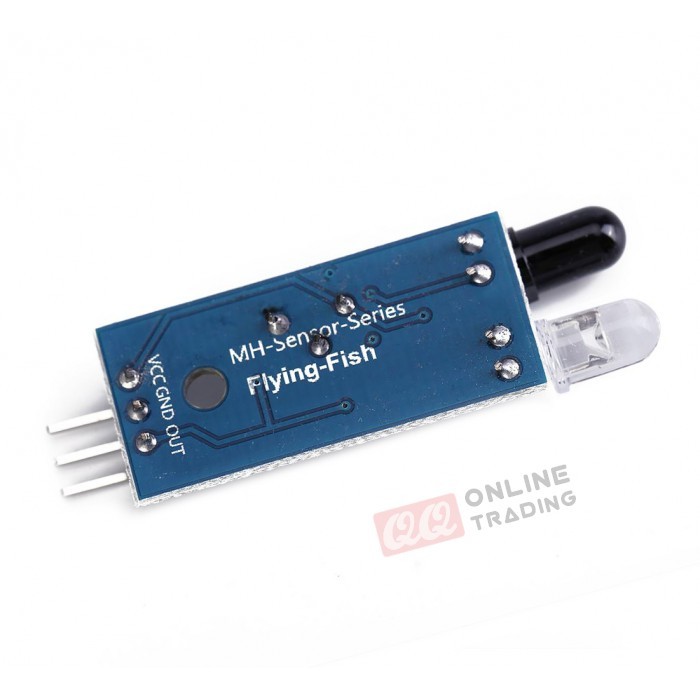 MH-Sensor-Series
Flying-Fish
VCC GND OUT
QQ ONLINE
TRADING